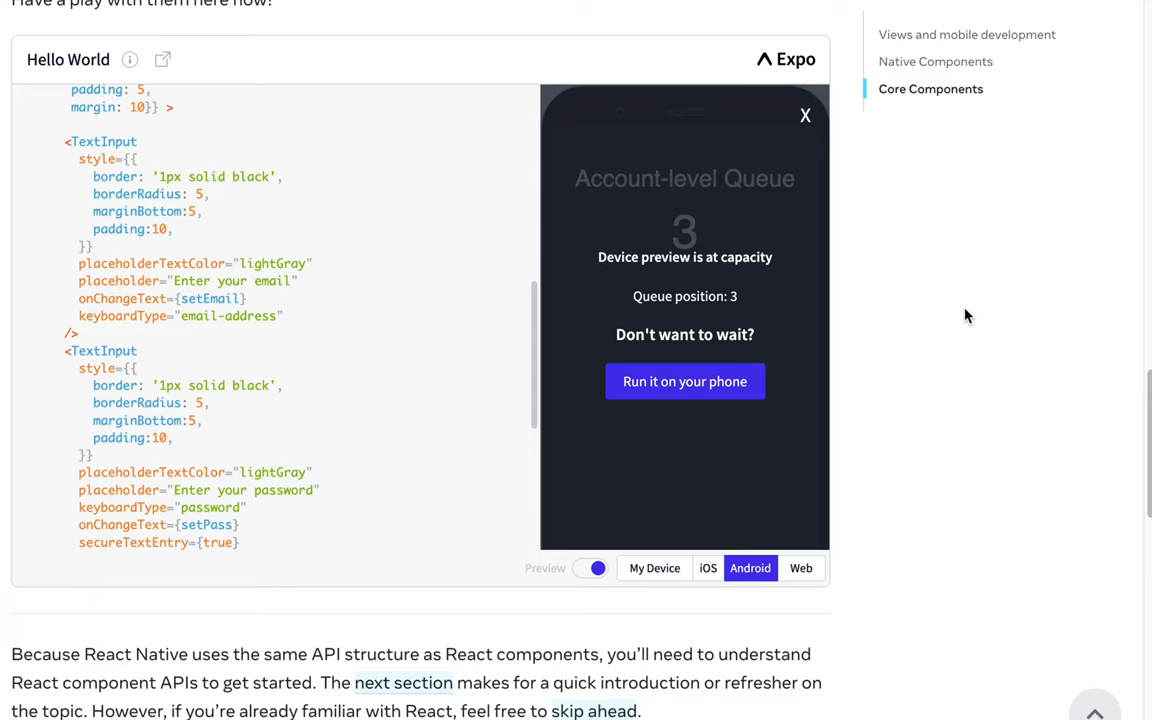 Have a play with them here now!
Views and mobile development
Native Components
Core Components
Hello World
Expo
padding: 5,
margin: 10}} >
<TextInput
style={{
border: '1px solid black',
borderRadius: 5,
marginBottom:5,
padding:10,
}}
placeholderTextColor="lightGray"
placeholder="Enter your email"
onChangeText={setEmail}
keyboardType="email-address"
/>
<TextInput
style={{
border: '1px solid black',
borderRadius: 5,
marginBottom:5,
padding:10,
}}
placeholderTextColor="lightGray"
placeholder="Enter your password"
keyboardType="password"
onChangeText={setPass}
secureTextEntry={true}
X
Account-level Queue
3
Device preview is at capacity
Queue position: 3
Don't want to wait?
Run it on your phone
Preview My Device iOS Android Web
Because React Native uses the same API structure as React components, you’ll need to understand
React component APIs to get started. The next section makes for a quick introduction or refresher on
the topic. However, if you’re already familiar with React, feel free to skip ahead.